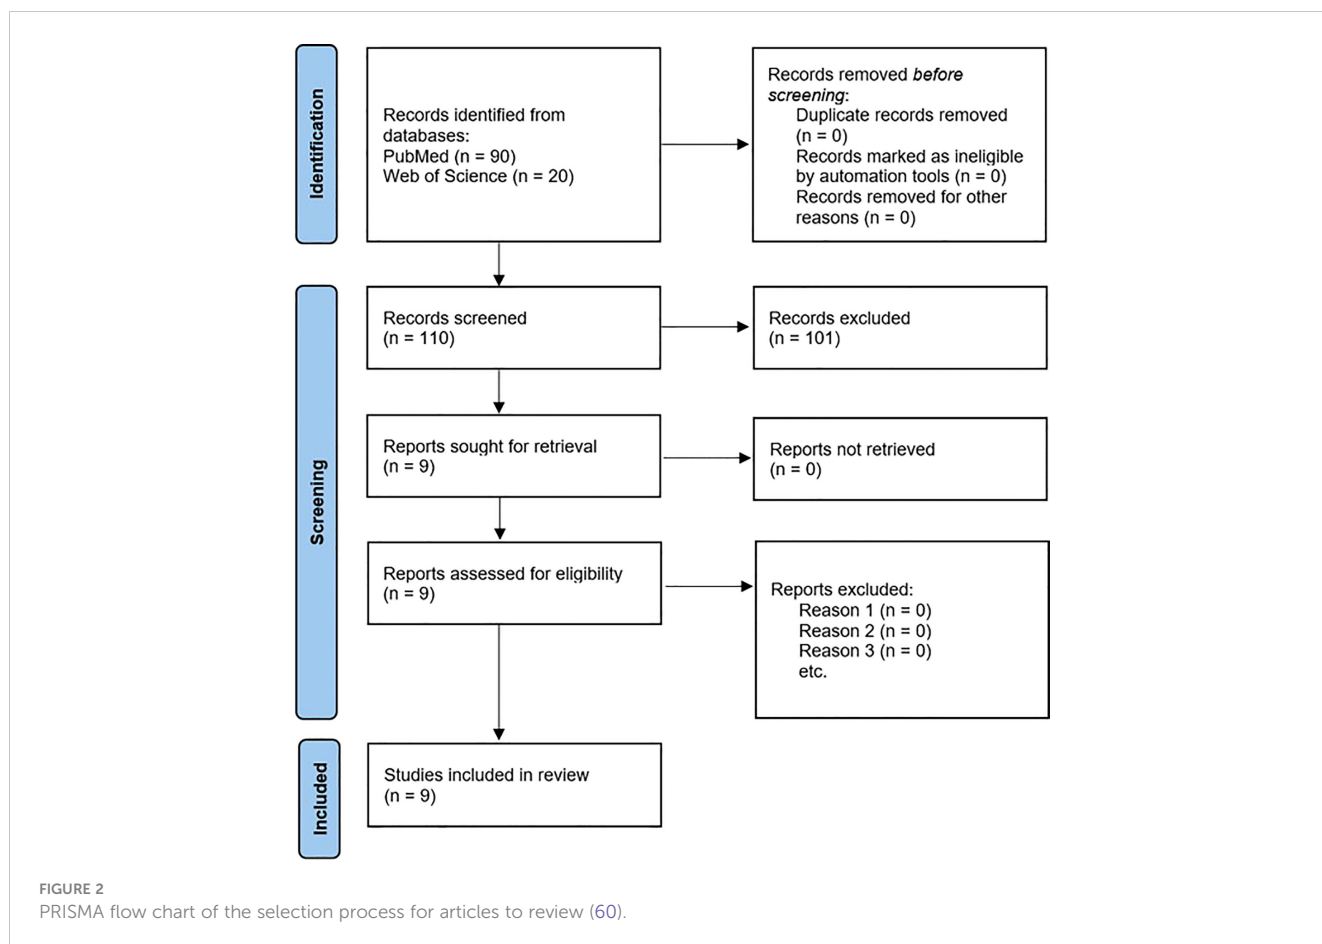 Identification
Records identified from
databases:
PubMed (n = 90)
Web of Science (n = 20)
Records removed before
screening:
Duplicate records removed
(n = 0)
Records marked as ineligible
by automation tools (n = 0)
Records removed for other
reasons (n = 0)
Screening
Records screened
(n = 110)
Records excluded
(n = 101)
Reports sought for retrieval
(n = 9)
Reports not retrieved
(n = 0)
Reports assessed for eligibility
(n = 9)
Reports excluded:
Reason 1 (n = 0)
Reason 2 (n = 0)
Reason 3 (n = 0)
etc.
Included
Studies included in review
(n = 9)
FIGURE 2
PRISMA flow chart of the selection process for articles to review (60).